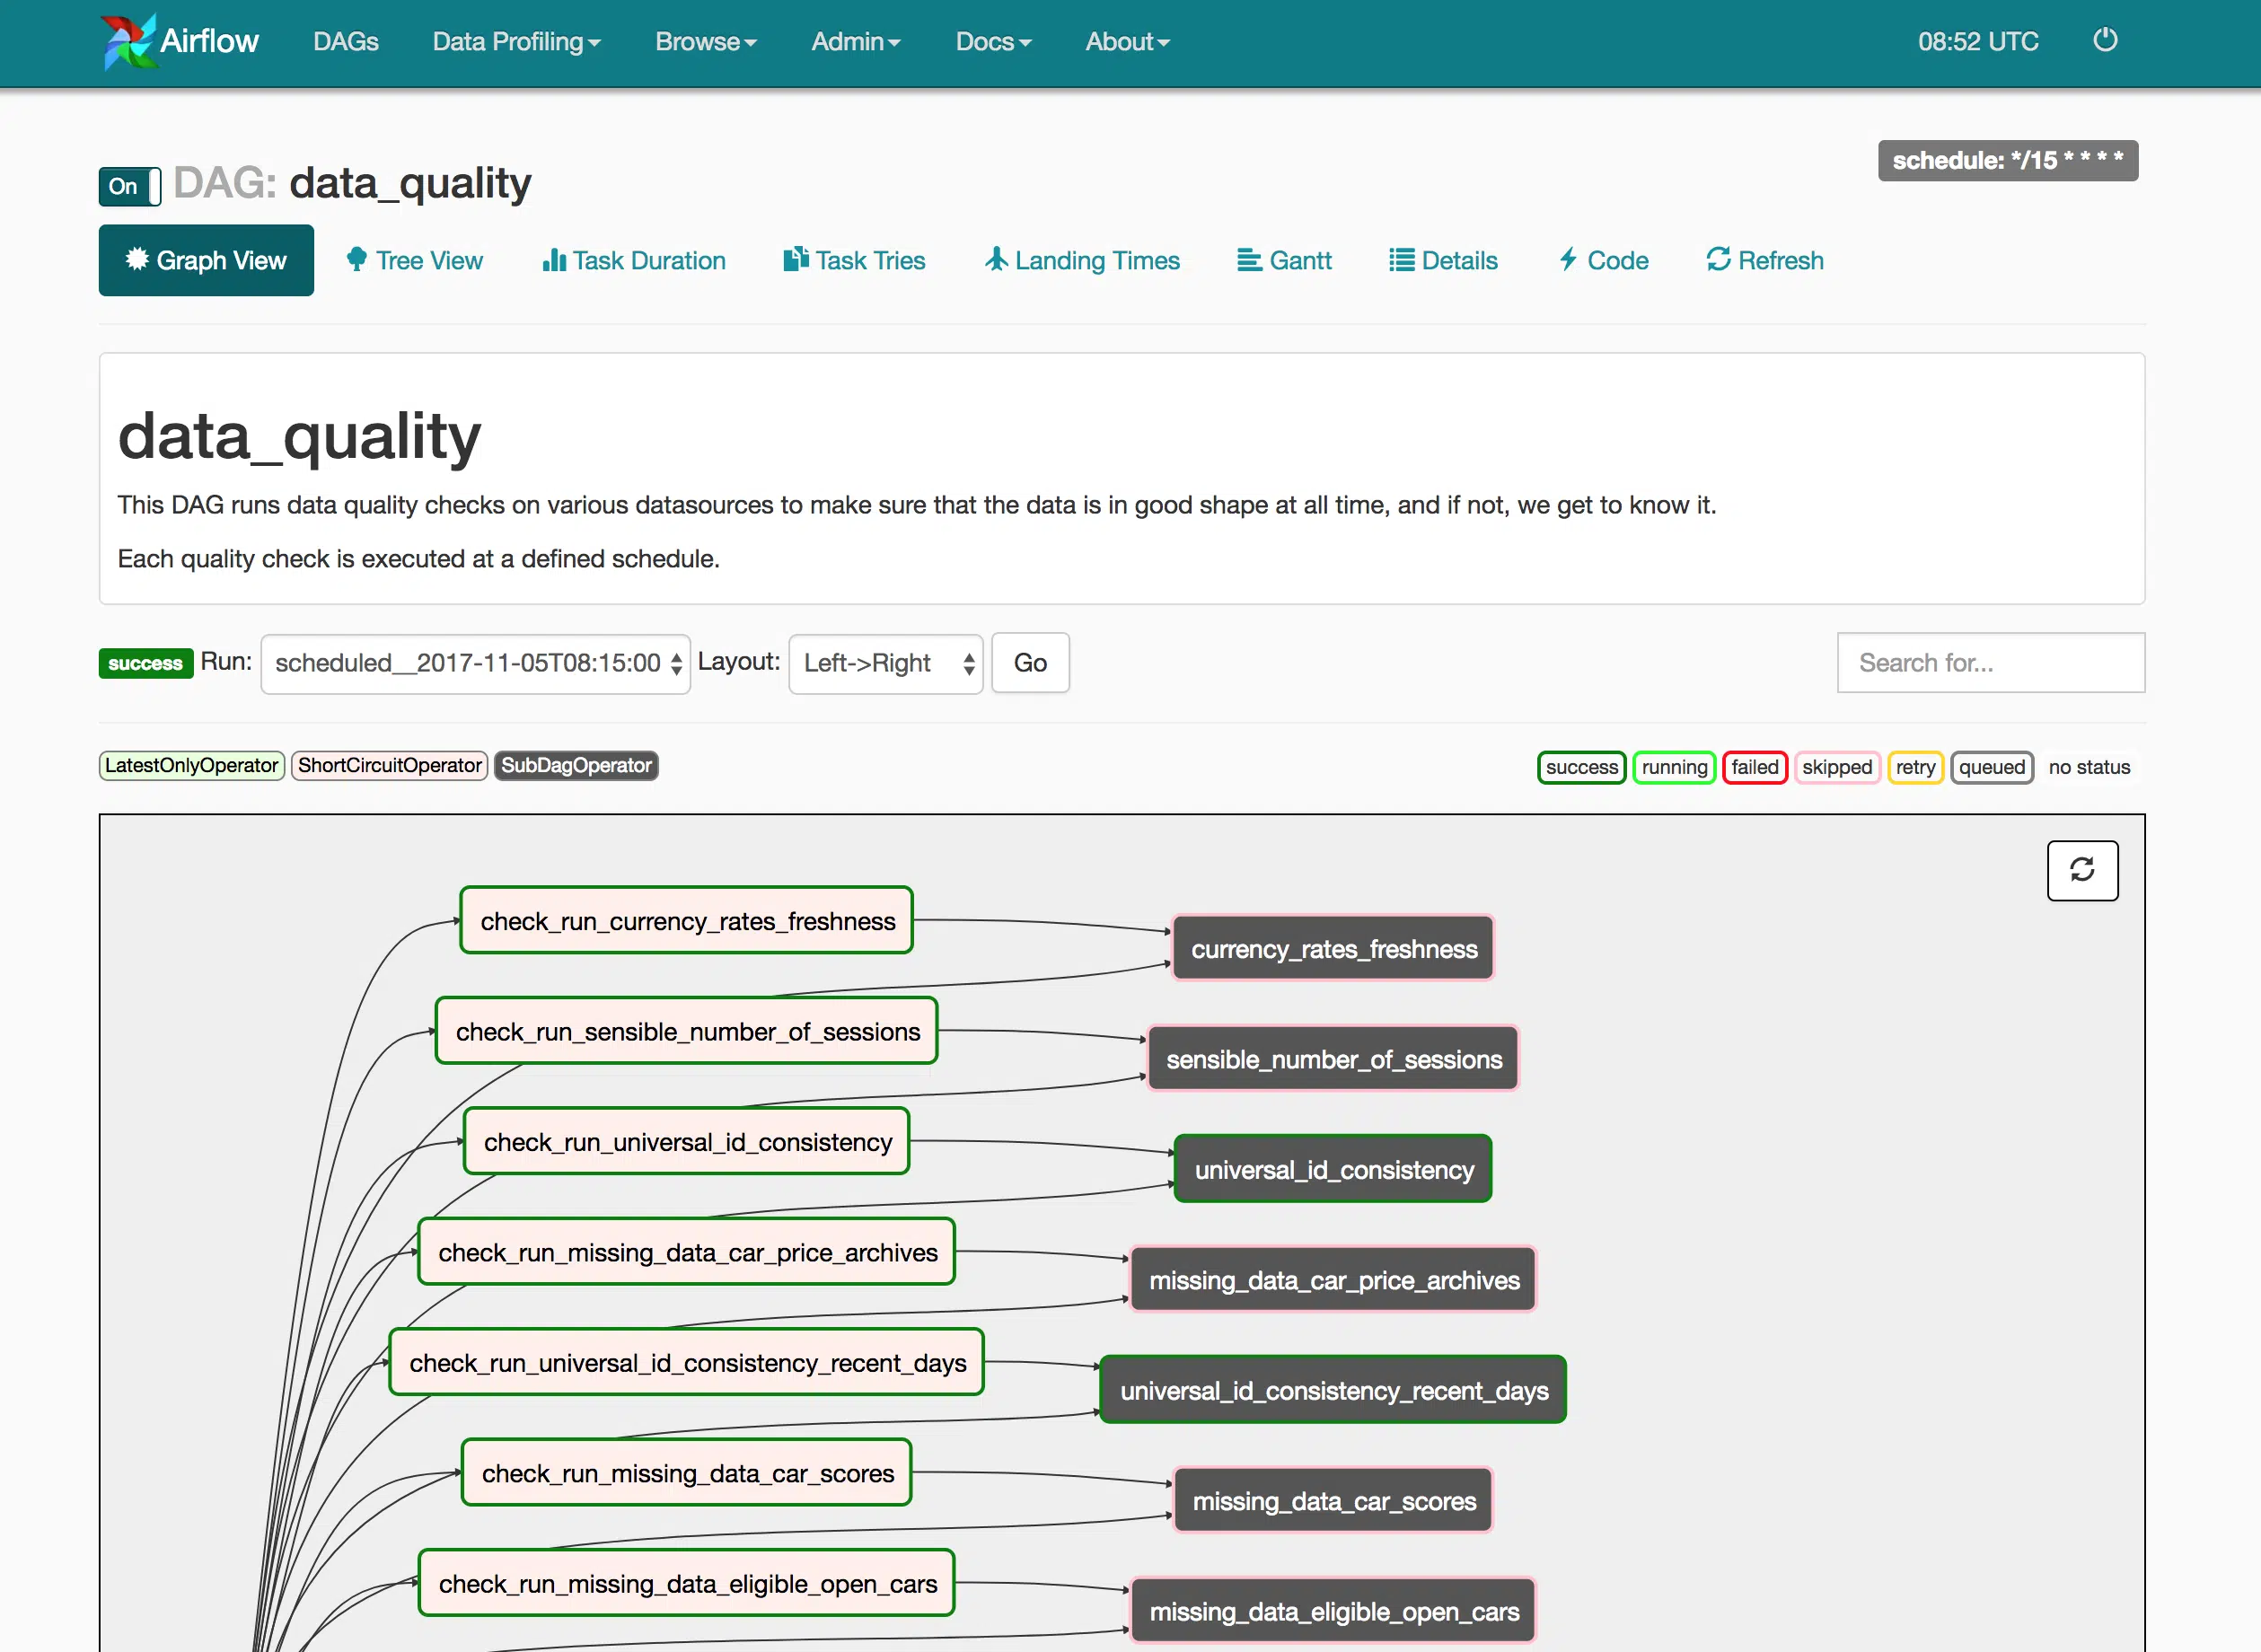 Airflow DAGs Data Profiling Browse Admin Docs About 08:52 UTC
schedule: */15 * * * *
On DAG: data_quality
Graph View Tree View Task Duration Task Tries Landing Times Gantt Details Code Refresh
data_quality
This DAG runs data quality checks on various datasources to make sure that the data is in good shape at all time, and if not, we get to know it.
Each quality check is executed at a defined schedule.
success Run: scheduled__2017-11-05T08:15:00 Layout: Left->Right Go Search for...
LatestOnlyOperator ShortCircuitOperator SubDagOperator success running failed skipped retry queued no status
check_run_currency_rates_freshness
currency_rates_freshness
check_run_sensible_number_of_sessions
sensible_number_of_sessions
check_run_universal_id_consistency
universal_id_consistency
check_run_missing_data_car_price_archives
missing_data_car_price_archives
check_run_universal_id_consistency_recent_days
universal_id_consistency_recent_days
check_run_missing_data_car_scores
missing_data_car_scores
check_run_missing_data_eligible_open_cars
missing_data_eligible_open_cars